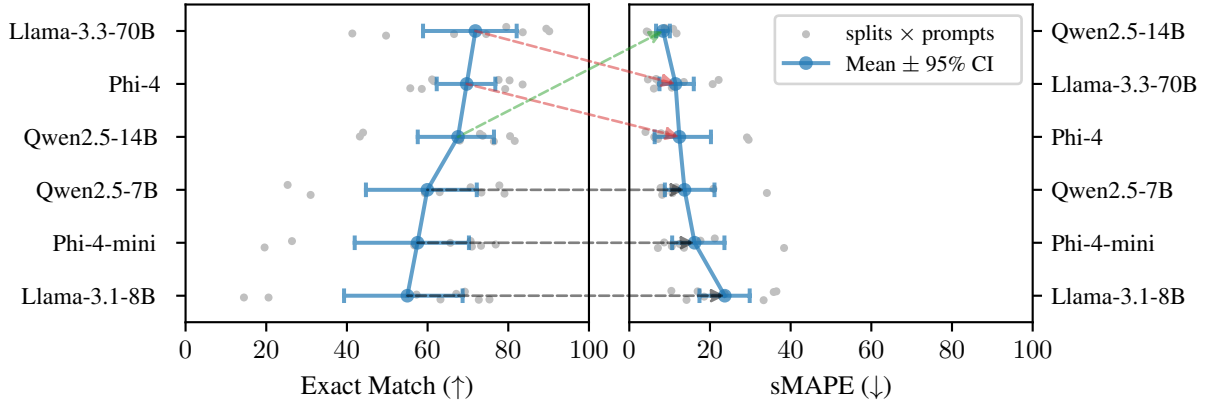 Llama-3.3-70B
Phi-4
Qwen2.5-14B
Qwen2.5-7B
Phi-4-mini
Llama-3.1-8B
0 20 40 60 80 100
Exact Match (↑)
splits × prompts
Mean ± 95% CI
Qwen2.5-14B
Llama-3.3-70B
Phi-4
Qwen2.5-7B
Phi-4-mini
Llama-3.1-8B
0 20 40 60 80 100
sMAPE (↓)